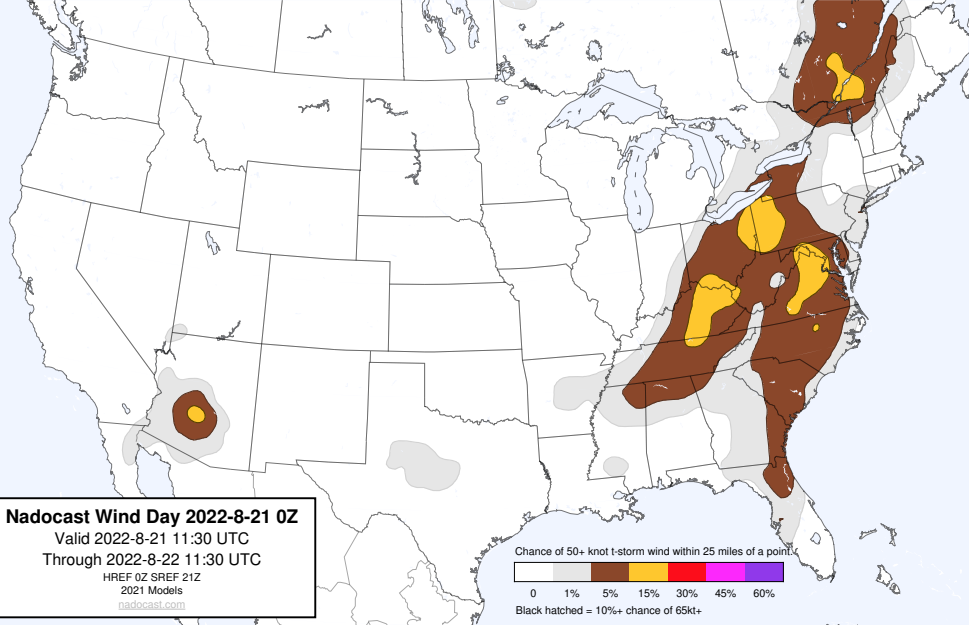 Nadocast Wind Day 2022-8-21 0Z
Valid 2022-8-21 11:30 UTC
Through 2022-8-22 11:30 UTC
HREF 0Z SREF 21Z
2021 Models
nadocast.com
Chance of 50+ knot t-storm wind within 25 miles of a point.
0 1% 5% 15% 30% 45% 60%
Black hatched = 10%+ chance of 65kt+